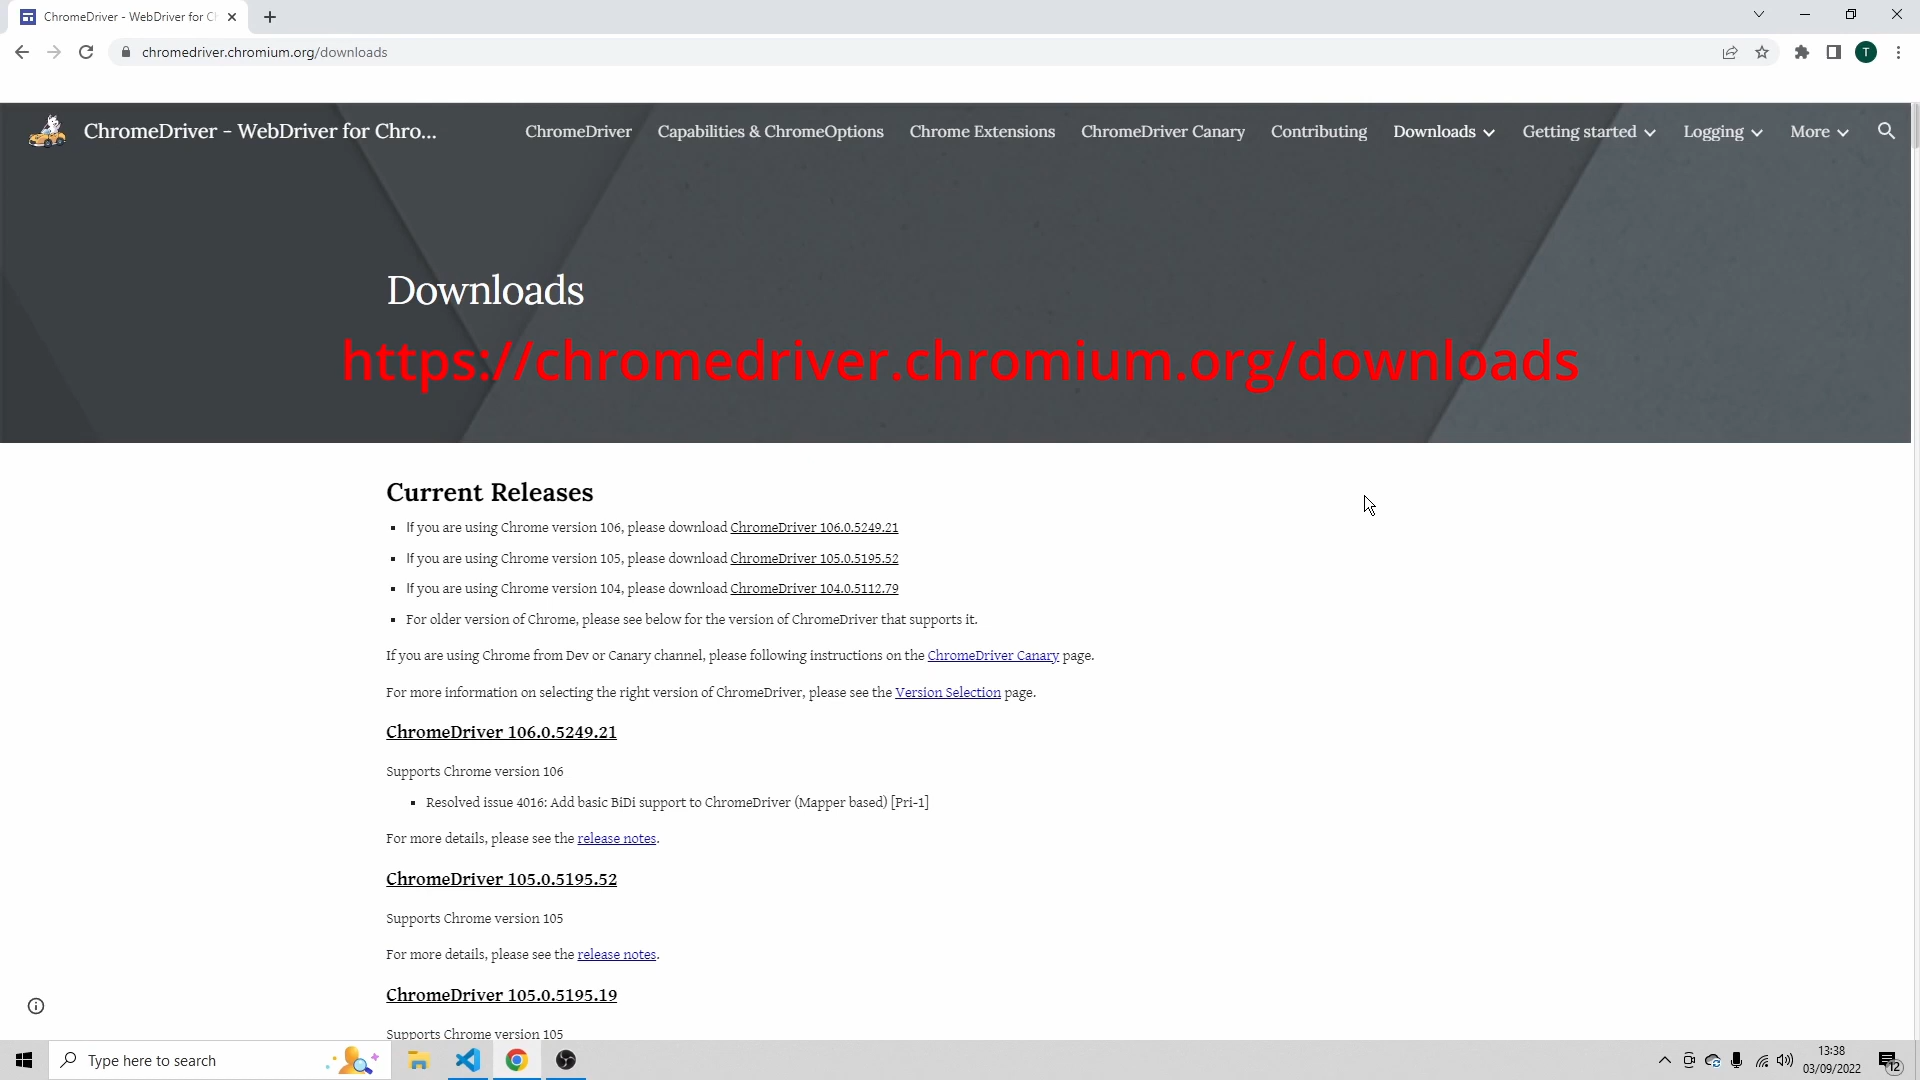 ChromeDriver - WebDriver for Ch
chromedriver.chromium.org/downloads
T
ChromeDriver - WebDriver for Chro...
ChromeDriver
Capabilities & ChromeOptions
Chrome Extensions
ChromeDriver Canary
Contributing
Downloads
Getting started
Logging
More
Downloads
https://chromedriver.chromium.org/downloads
Current Releases
If you are using Chrome version 106, please download ChromeDriver 106.0.5249.21
If you are using Chrome version 105, please download ChromeDriver 105.0.5195.52
If you are using Chrome version 104, please download ChromeDriver 104.0.5112.79
For older version of Chrome, please see below for the version of ChromeDriver that supports it.
If you are using Chrome from Dev or Canary channel, please following instructions on the ChromeDriver Canary page.
For more information on selecting the right version of ChromeDriver, please see the Version Selection page.
ChromeDriver 106.0.5249.21
Supports Chrome version 106
Resolved issue 4016: Add basic BiDi support to ChromeDriver (Mapper based) [Pri-1]
For more details, please see the release notes.
ChromeDriver 105.0.5195.52
Supports Chrome version 105
For more details, please see the release notes.
ChromeDriver 105.0.5195.19
Supports Chrome version 105
Type here to search
13:38
03/09/2022
12